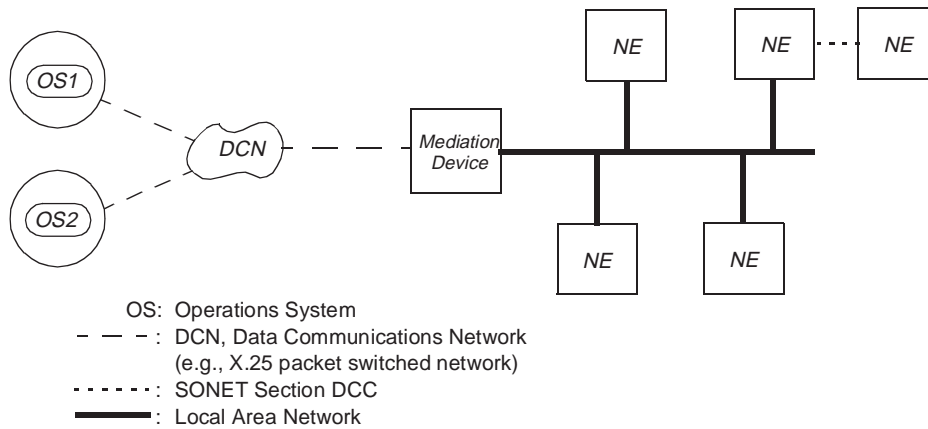 NE
NE
NE
OS1
DCN
Mediation
Device
OS2
NE
NE
OS: Operations System
: DCN, Data Communications Network
(e.g., X.25 packet switched network)
: SONET Section DCC
: Local Area Network